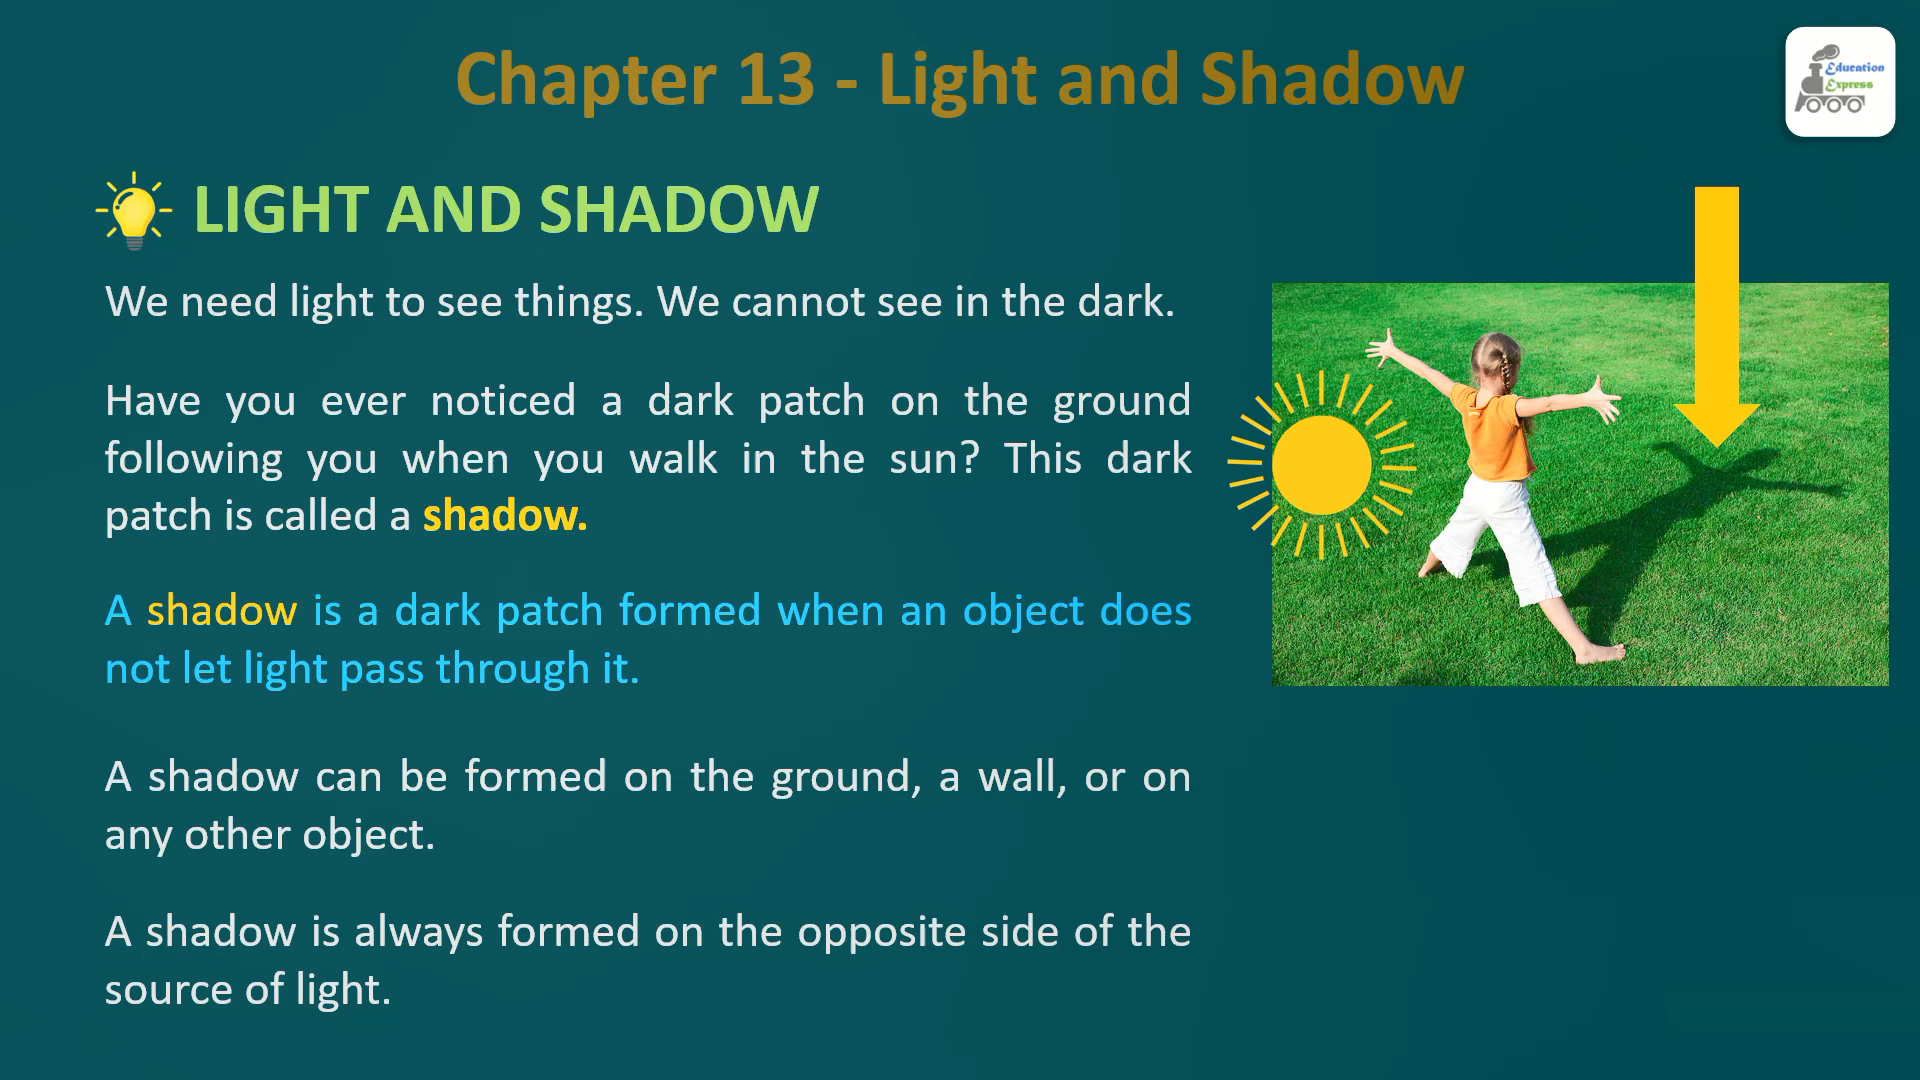 Chapter 13 - Light and Shadow
Education
Express
LIGHT AND SHADOW
We need light to see things. We cannot see in the dark.
Have you ever noticed a dark patch on the ground
following you when you walk in the sun? This dark
patch is called a shadow.
A shadow is a dark patch formed when an object does
not let light pass through it.
A shadow can be formed on the ground, a wall, or on
any other object.
A shadow is always formed on the opposite side of the
source of light.